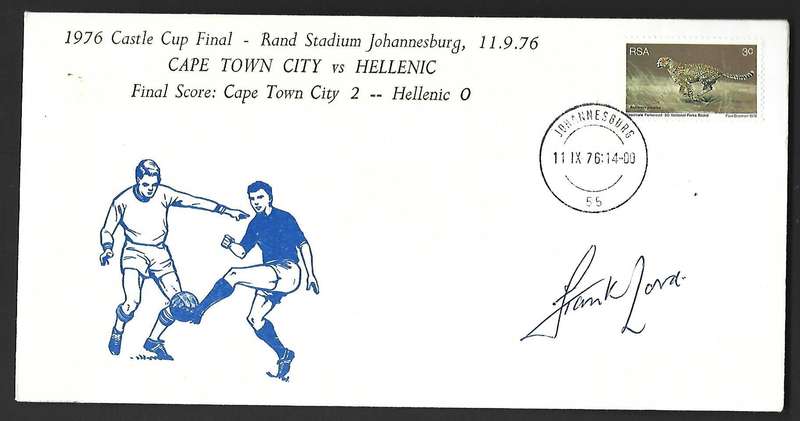 1976 Castle Cup Final - Rand Stadium Johannesburg, 11.9.76
CAPE TOWN CITY vs HELLENIC
Final Score: Cape Town City 2 -- Hellenic 0
RSA 3c
JOHANNESBURG
11 IX 76:14-00
55
Frank Lord